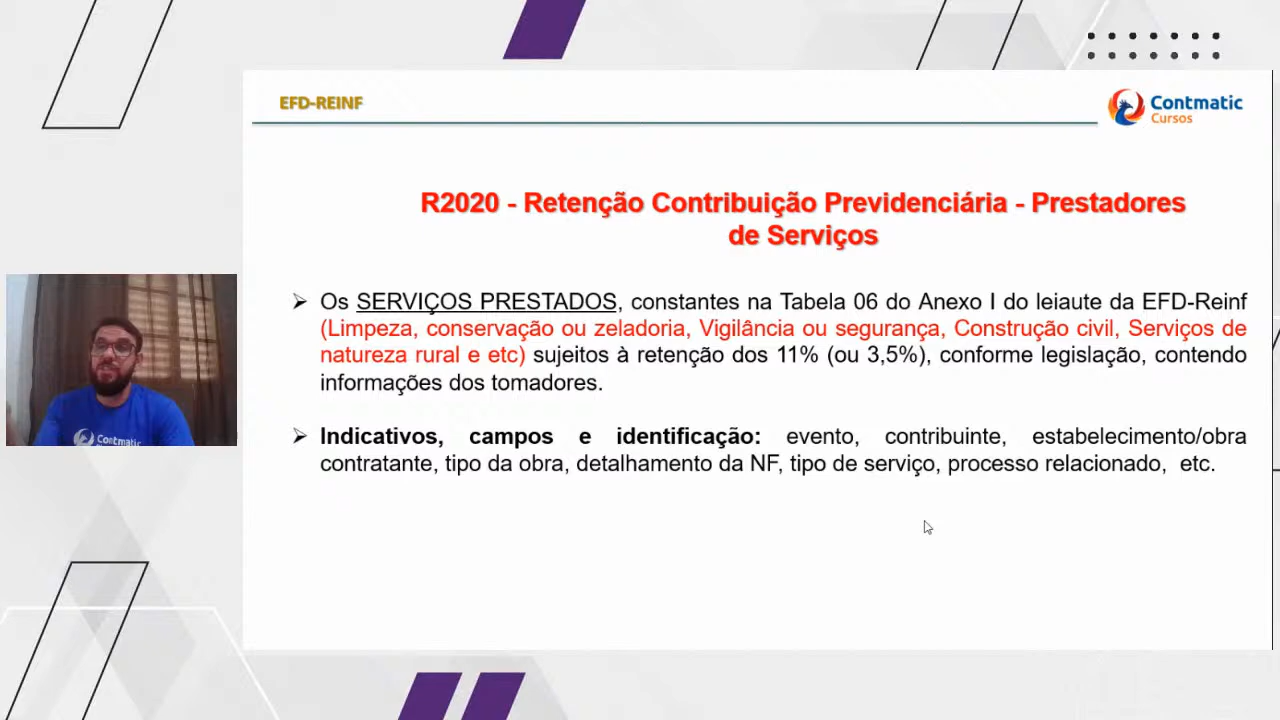 EFD-REINF
Contmatic
Cursos
R2020 - Retenção Contribuição Previdenciária - Prestadores
de Serviços
➢ Os SERVIÇOS PRESTADOS, constantes na Tabela 06 do Anexo I do leiaute da EFD-Reinf
(Limpeza, conservação ou zeladoria, Vigilância ou segurança, Construção civil, Serviços de
natureza rural e etc) sujeitos à retenção dos 11% (ou 3,5%), conforme legislação, contendo
informações dos tomadores.
➢ Indicativos, campos e identificação: evento, contribuinte, estabelecimento/obra
contratante, tipo da obra, detalhamento da NF, tipo de serviço, processo relacionado, etc.
Contmatic